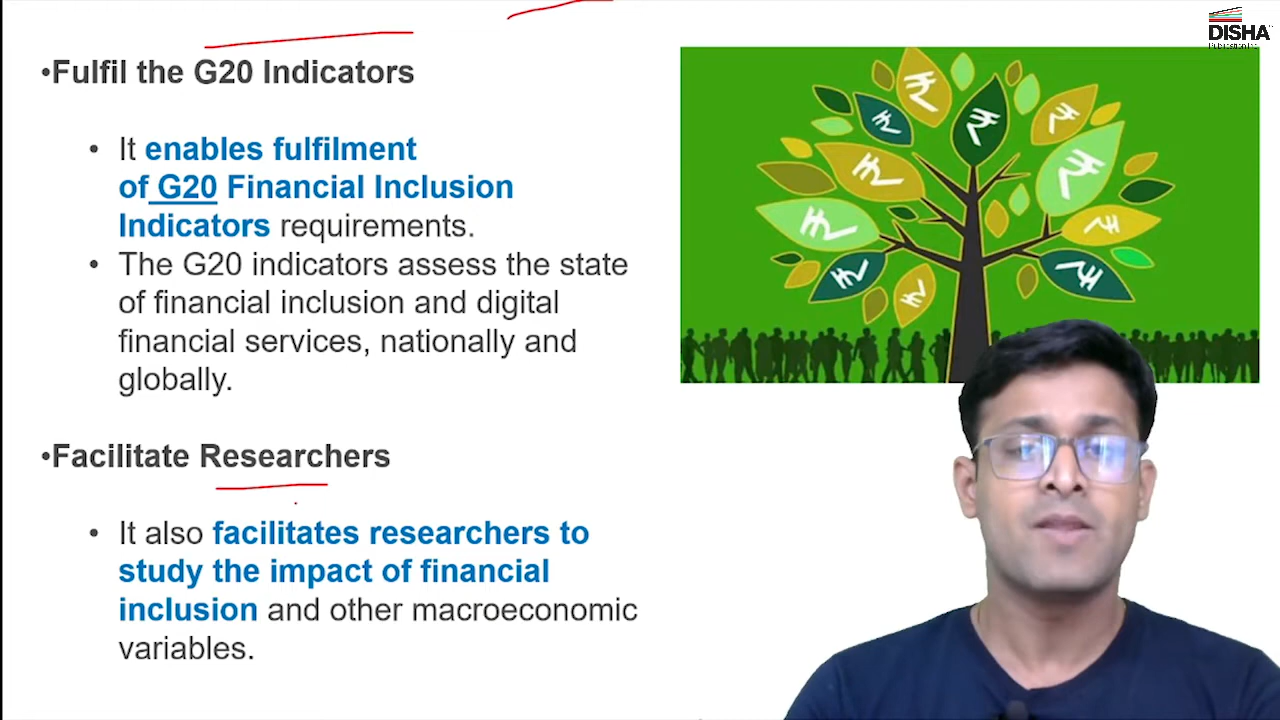 DISHA
Publication Inc
•Fulfil the G20 Indicators
• It enables fulfilment
of G20 Financial Inclusion
Indicators requirements.
• The G20 indicators assess the state
of financial inclusion and digital
financial services, nationally and
globally.
•Facilitate Researchers
• It also facilitates researchers to
study the impact of financial
inclusion and other macroeconomic
variables.